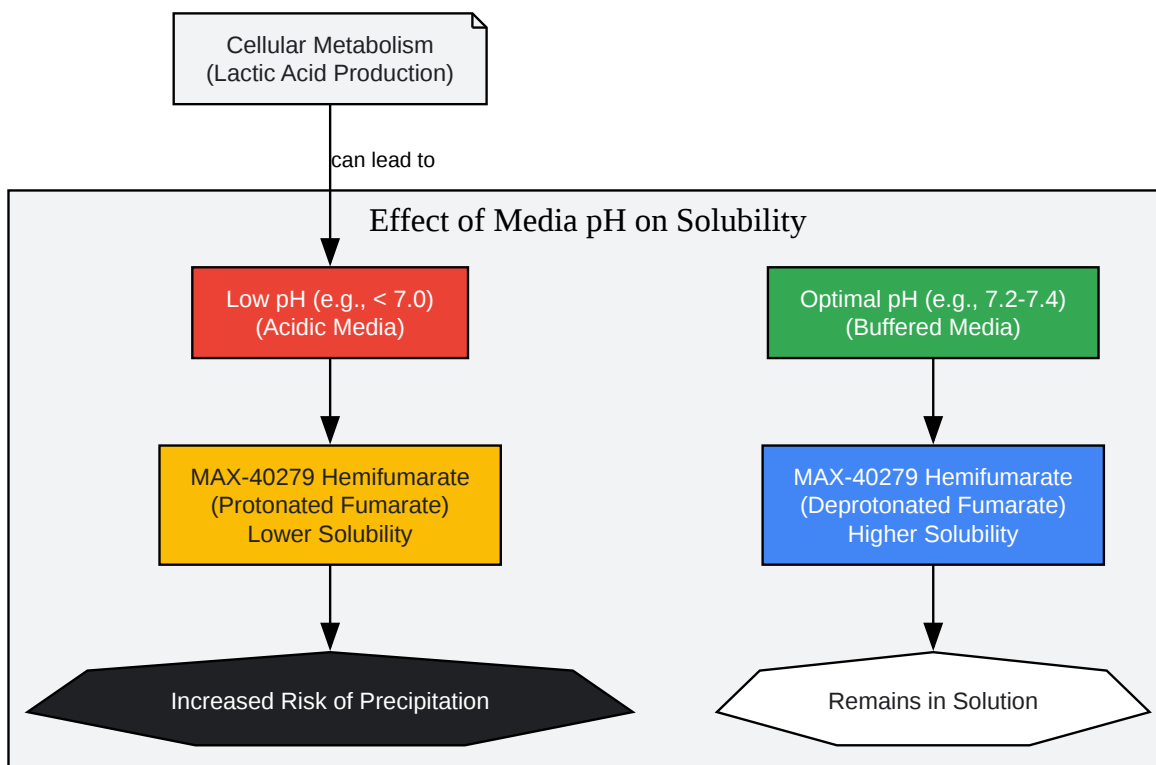 Cellular Metabolism
(Lactic Acid Production)
can lead to
Effect of Media pH on Solubility
Low pH (e.g., < 7.0)
(Acidic Media)
Optimal pH (e.g., 7.2-7.4)
(Buffered Media)
MAX-40279 Hemifumarate
(Protonated Fumarate)
Lower Solubility
MAX-40279 Hemifumarate
(Deprotonated Fumarate)
Higher Solubility
Increased Risk of Precipitation
Remains in Solution